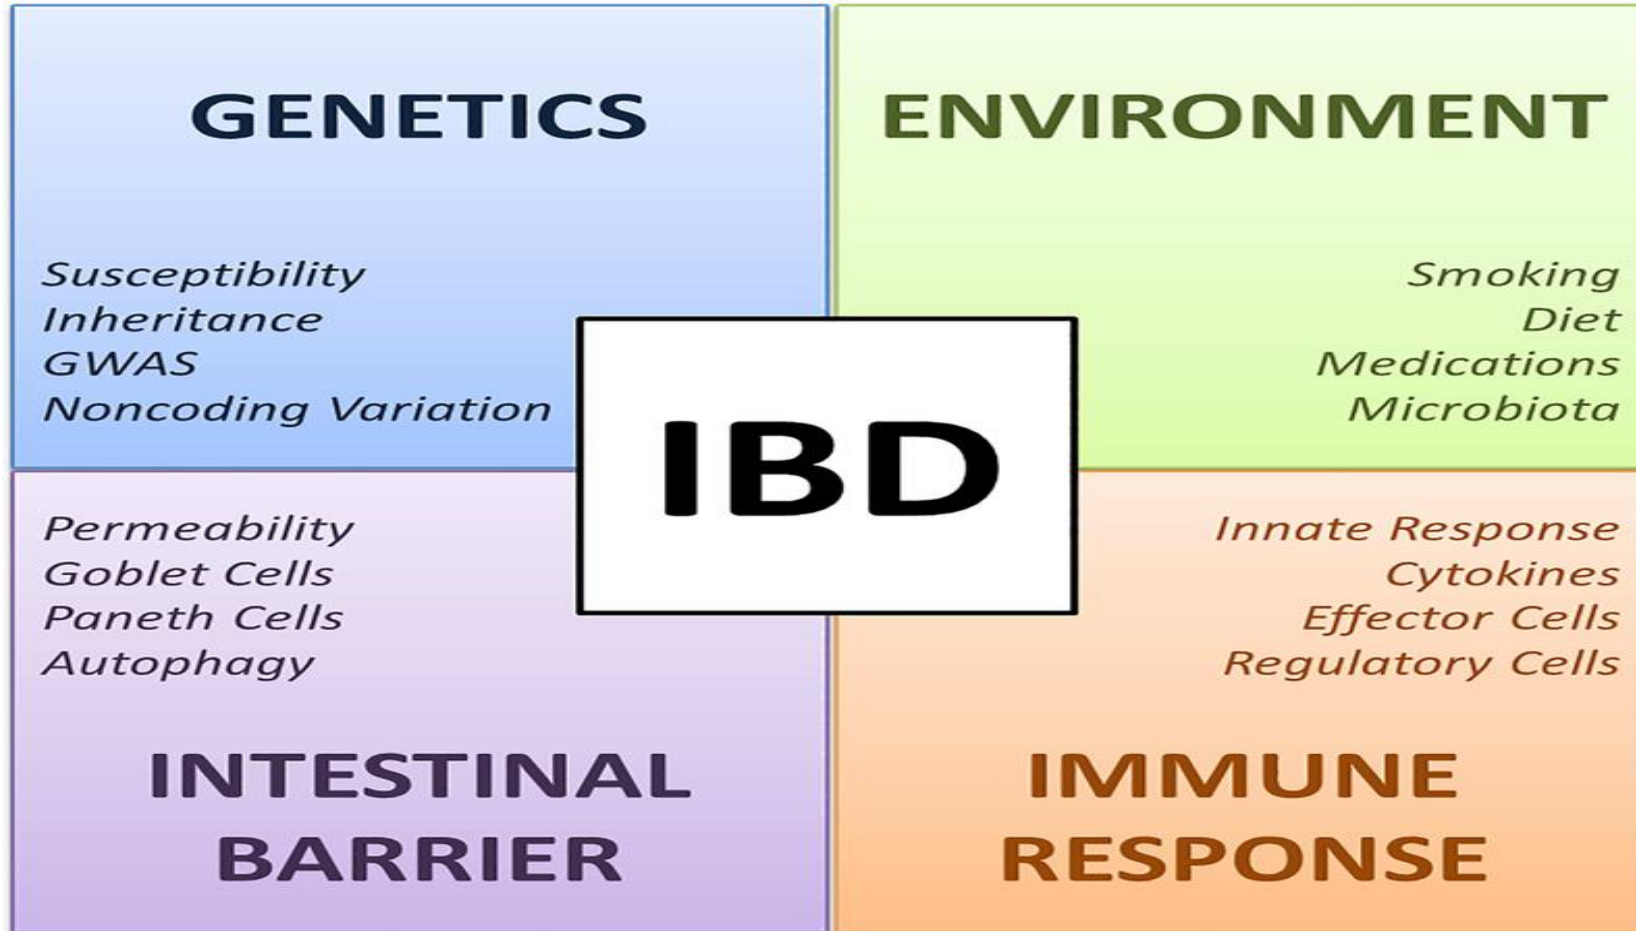 GENETICS
Susceptibility
Inheritance
GWAS
Noncoding Variation
ENVIRONMENT
Smoking
Diet
Medications
Microbiota
IBD
Permeability
Goblet Cells
Paneth Cells
Autophagy
INTESTINAL
BARRIER
Innate Response
Cytokines
Effector Cells
Regulatory Cells
IMMUNE
RESPONSE